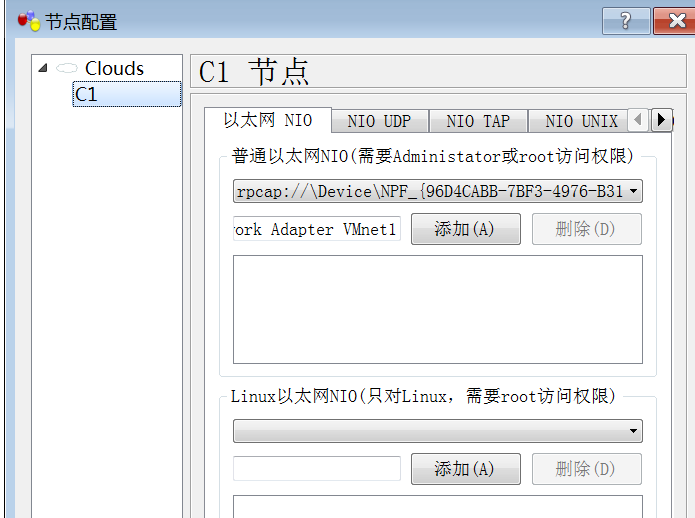 节点配置
Clouds
C1
C1 节点
以太网 NIO
NIO UDP
NIO TAP
NIO UNIX
普通以太网NIO(需要Administator或root访问权限)
rpcap://\Device\NPF_{96D4CABB-7BF3-4976-B31
ork Adapter VMnet1
添加(A)
删除(D)
Linux以太网NIO(只对Linux, 需要root访问权限)
添加(A)
删除(D)